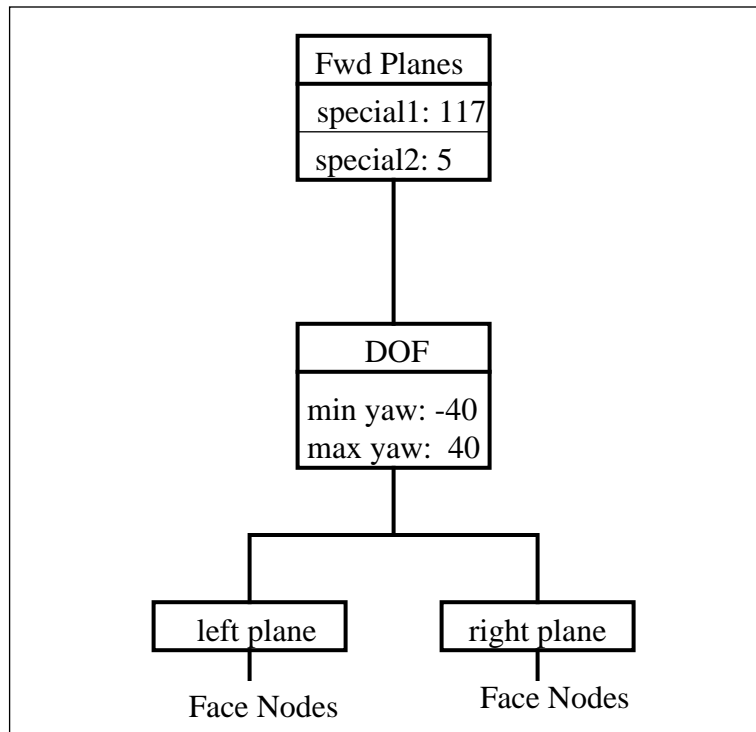 Fwd Planes
special1: 117
special2: 5
DOF
min yaw: -40
max yaw: 40
left plane
right plane
Face Nodes
Face Nodes